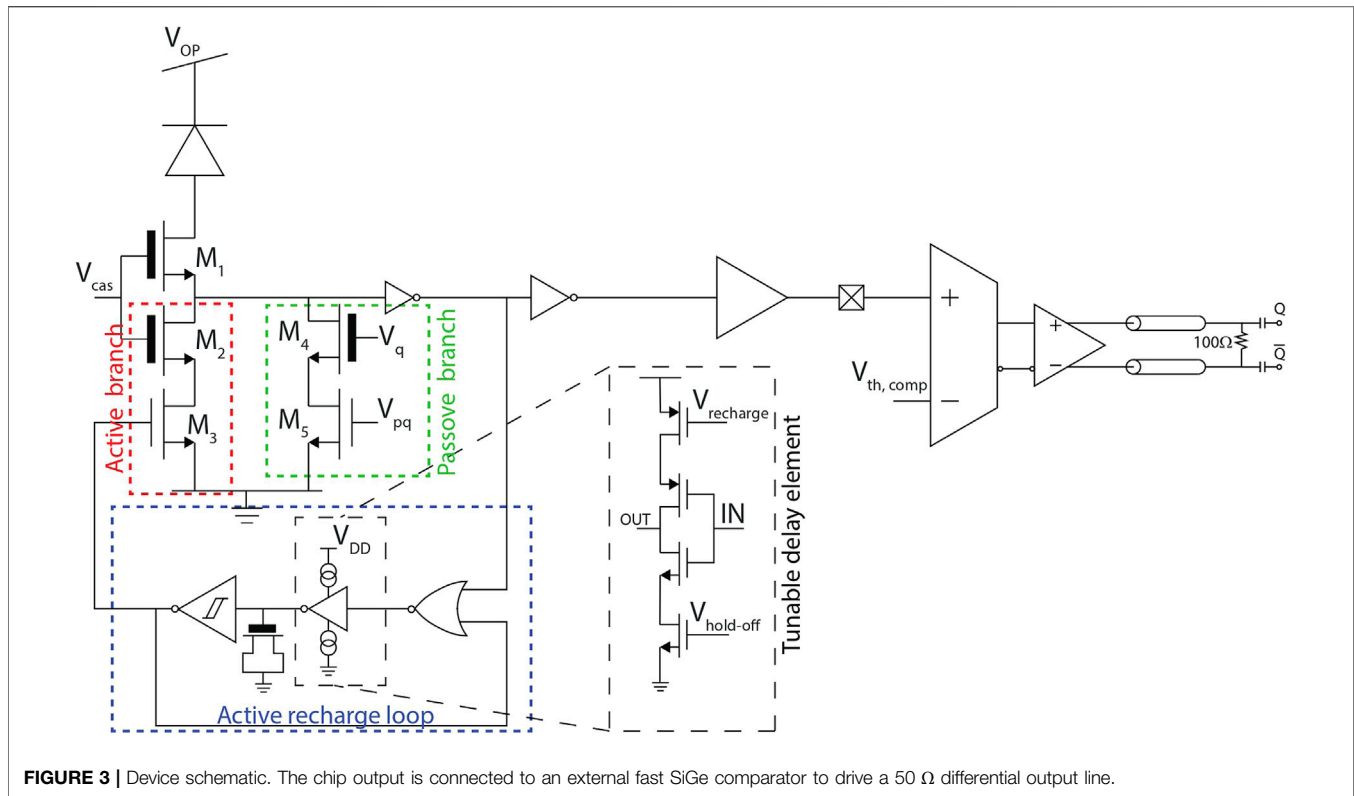 V_OP
M_1
V_cas
M_2
M_3
Active branch
M_4
V_q
M_5
V_pq
Passove branch
V_DD
Active recharge loop
V_recharge
OUT
IN
V_hold-off
Tunable delay element
+
V_th, comp
−
+
−
100Ω
Q
Q̅
FIGURE 3 | Device schematic. The chip output is connected to an external fast SiGe comparator to drive a 50 Ω differential output line.